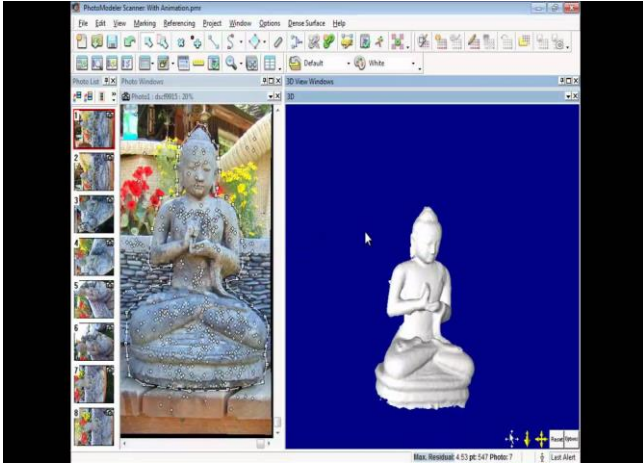 PhotoModeler Scanner With Animation.pmr
File Edit View Marking Referencing Project Window Options Dense Surface Help
Default White
Photo List Photo Windows 3D View Windows
Photo1 : dscf9915 - 20% 3D
1
2
3
4
5
6
7
8
Reset Options
Max. Residual: 4.53 pt: 547 Photo: 7 Last Alert